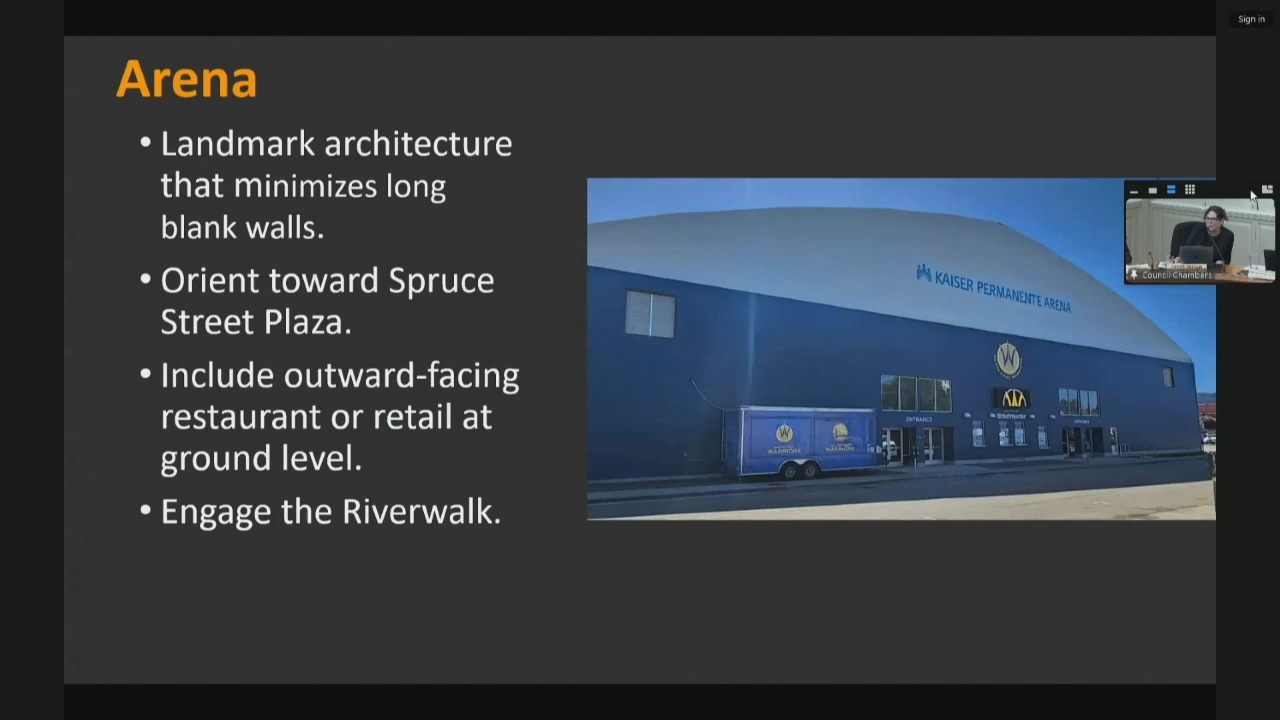 Sign in
Arena
• Landmark architecture
that minimizes long
blank walls.
• Orient toward Spruce
Street Plaza.
• Include outward-facing
restaurant or retail at
ground level.
• Engage the Riverwalk.
KAISER PERMANENTE ARENA
W
ENTRANCE
ticketmaster
WARRIORS
WARRIORS
Council Chambers